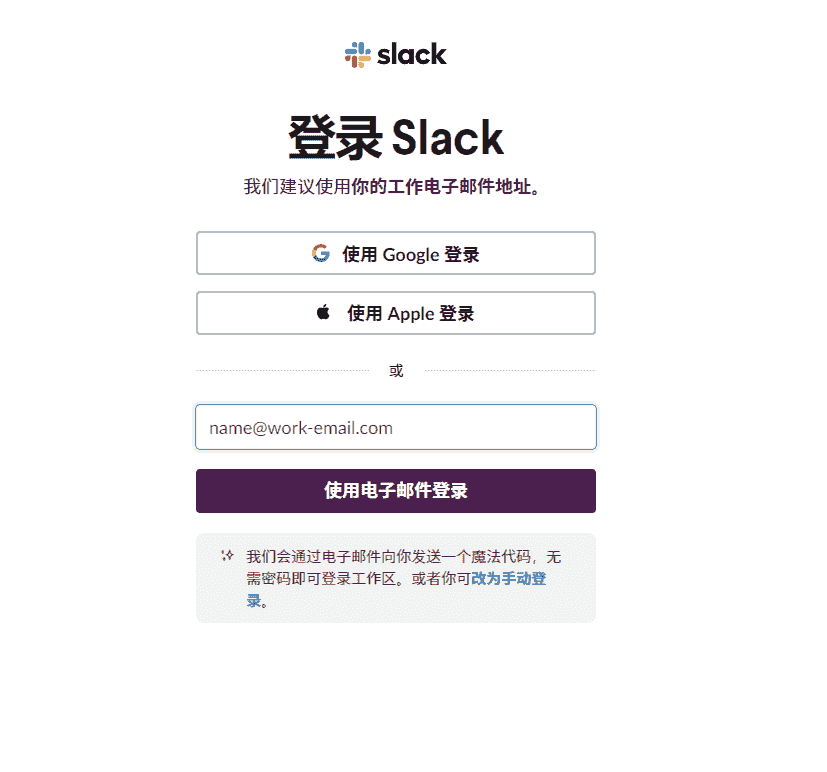 slack
登录 Slack
我们建议使用你的工作电子邮件地址。
使用 Google 登录
使用 Apple 登录
或
name@work-email.com
使用电子邮件登录
我们会通过电子邮件向你发送一个魔法代码，无
需密码即可登录工作区。或者你可改为手动登
录。